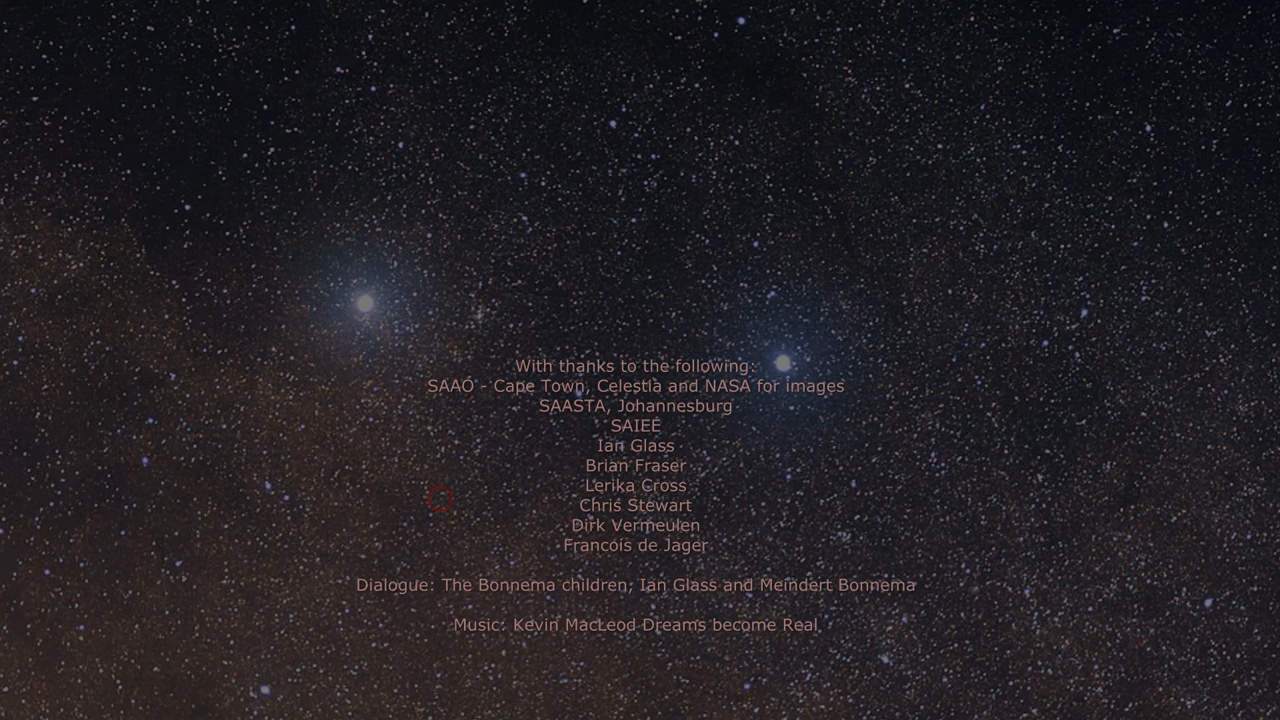 With thanks to the following:
SAAO - Cape Town, Celestia and NASA for images
SAASTA, Johannesburg
SAIEE
Ian Glass
Brian Fraser
Lerika Cross
Chris Stewart
Dirk Vermeulen
Francois de Jager
Dialogue: The Bonnema children, Ian Glass and Meindert Bonnema
Music: Kevin MacLeod Dreams become Real